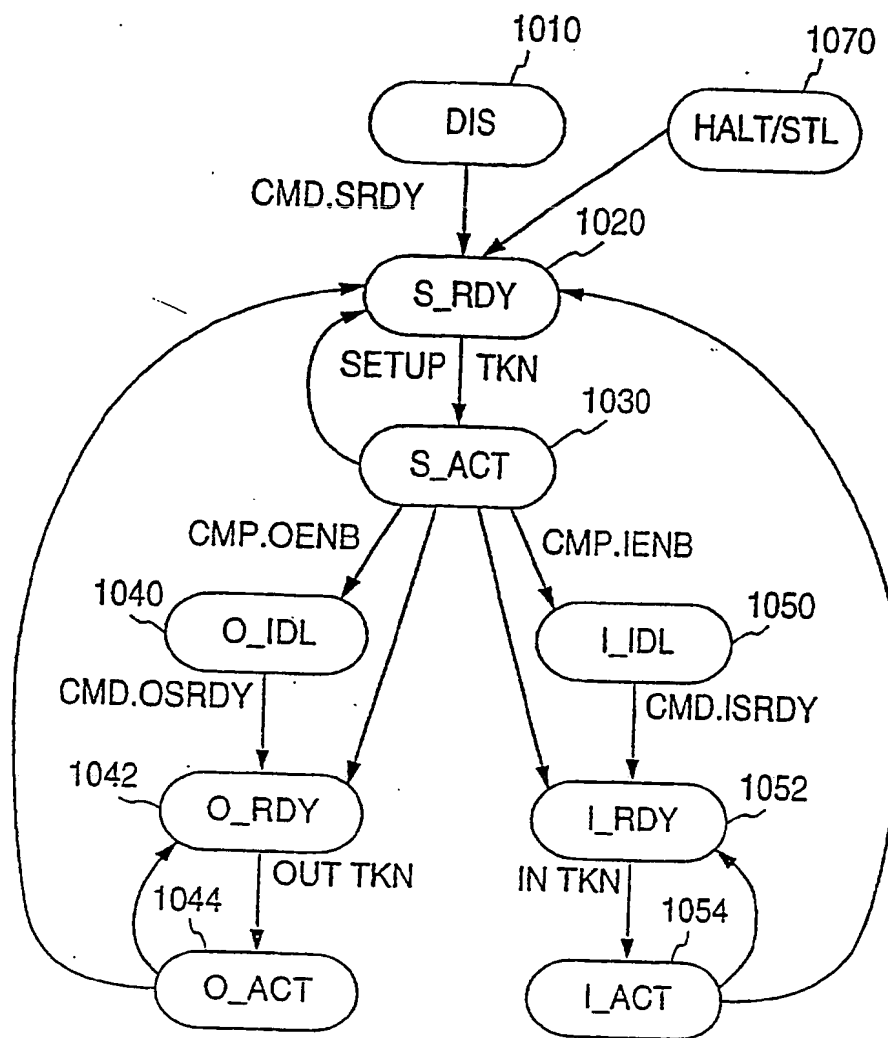 1010
1070
DIS
HALT/STL
CMD.SRDY
1020
S_RDY
SETUP TKN
1030
S_ACT
CMP.OENB
CMP.IENB
1040
1050
O_IDL
I_IDL
CMD.OSRDY
CMD.ISRDY
1042
1052
O_RDY
I_RDY
OUT TKN
IN TKN
1044
1054
O_ACT
I_ACT